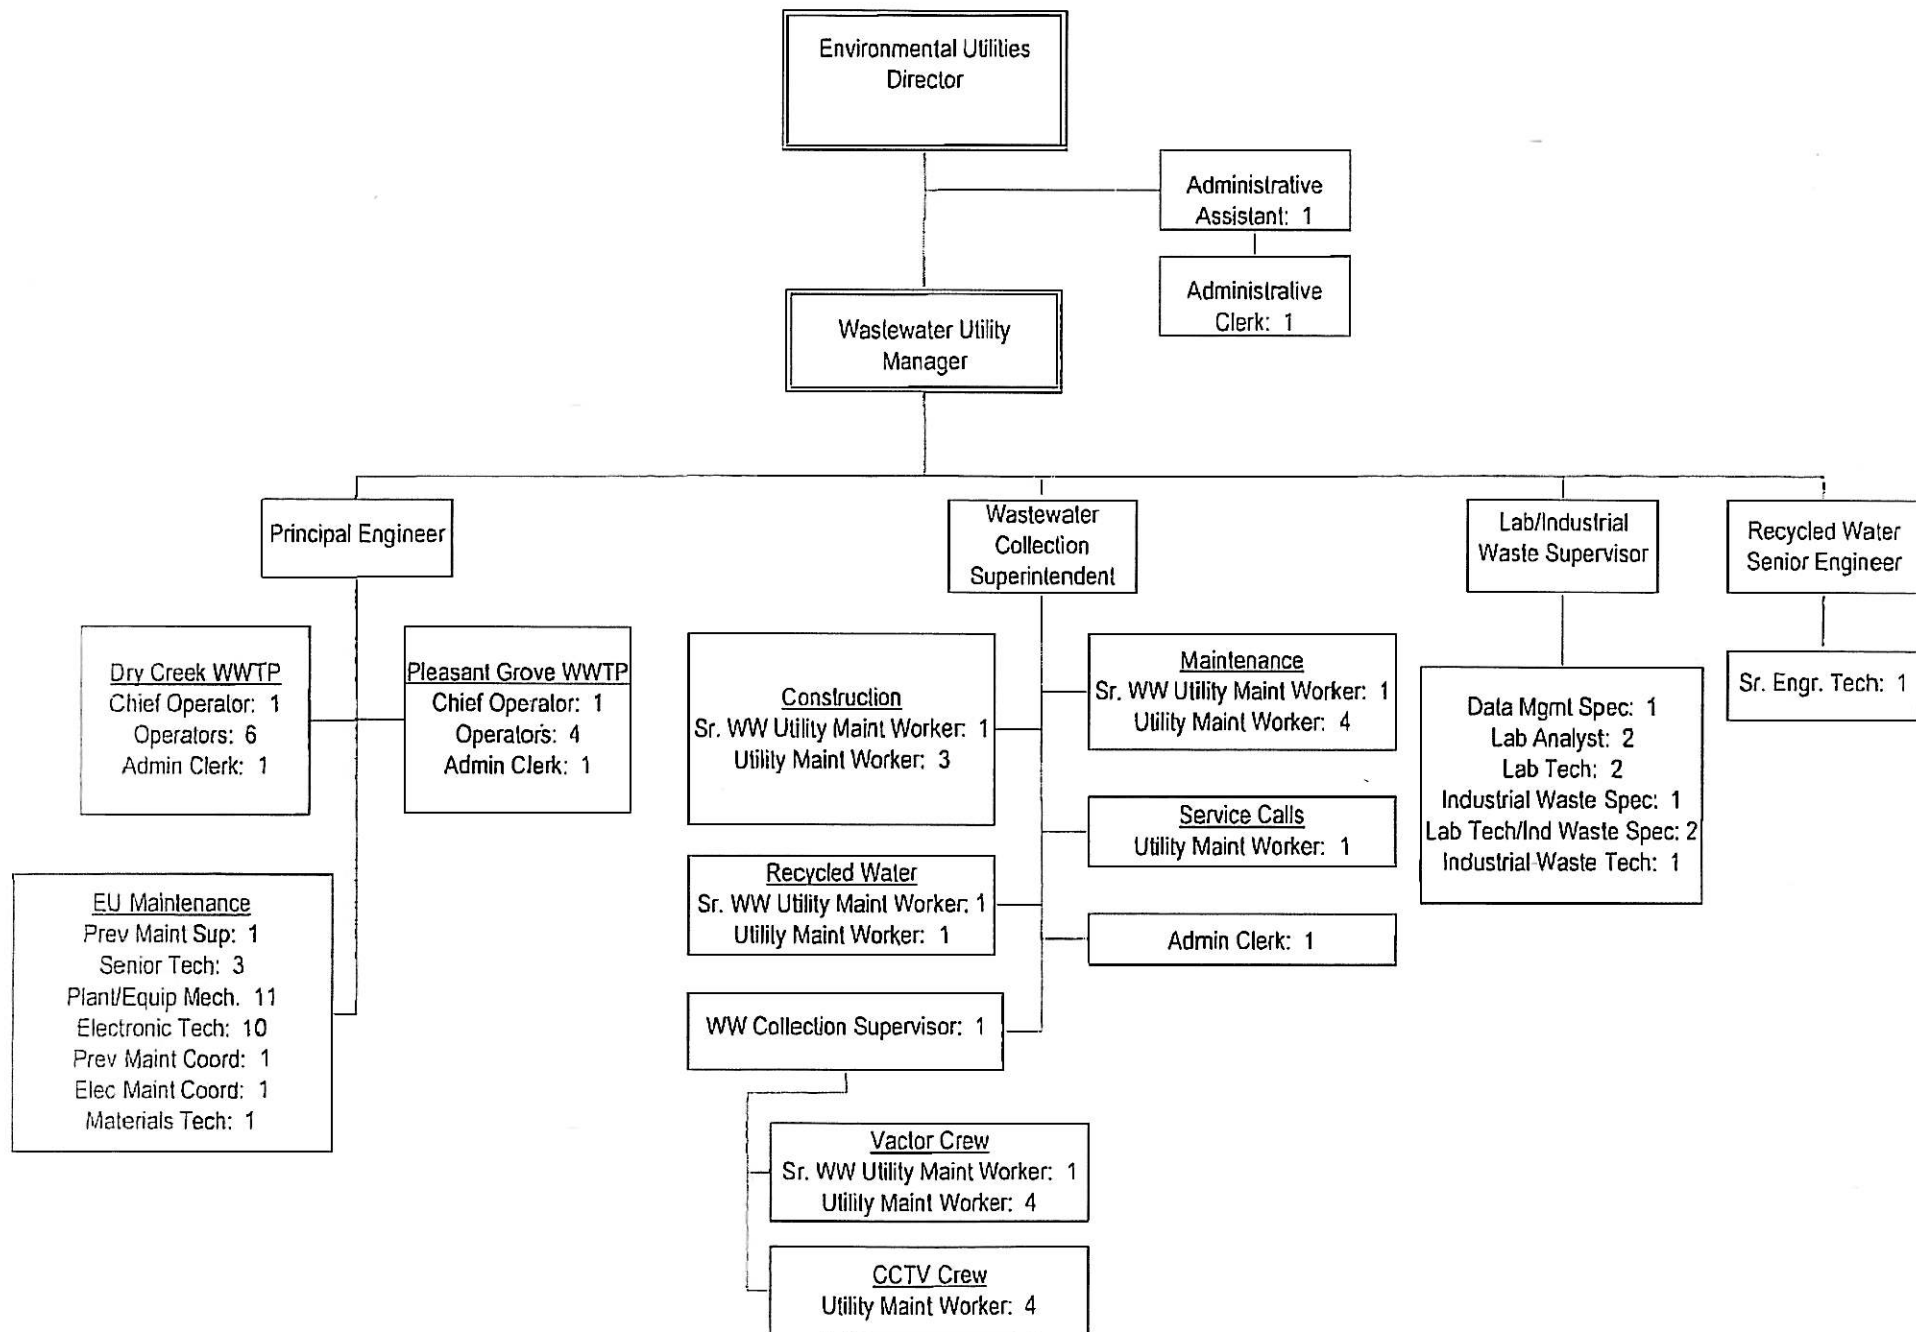 Environmental Utilities
Director
Administrative
Assistant: 1
Administrative
Clerk: 1
Wastewater Utility
Manager
Principal Engineer
Wastewater
Collection
Superintendent
Lab/Industrial
Waste Supervisor
Recycled Water
Senior Engineer
Dry Creek WWTP
Chief Operator: 1
Operators: 6
Admin Clerk: 1
Pleasant Grove WWTP
Chief Operator: 1
Operators: 4
Admin Clerk: 1
EU Maintenance
Prev Maint Sup: 1
Senior Tech: 3
Plant/Equip Mech. 11
Electronic Tech: 10
Prev Maint Coord: 1
Elec Maint Coord: 1
Materials Tech: 1
Construction
Sr. WW Utility Maint Worker: 1
Utility Maint Worker: 3
Maintenance
Sr. WW Utility Maint Worker: 1
Utility Maint Worker: 4
Service Calls
Utility Maint Worker: 1
Recycled Water
Sr. WW Utility Maint Worker: 1
Utility Maint Worker: 1
Admin Clerk: 1
WW Collection Supervisor: 1
Vactor Crew
Sr. WW Utility Maint Worker: 1
Utility Maint Worker: 4
CCTV Crew
Utility Maint Worker: 4
Data Mgmt Spec: 1
Lab Analyst: 2
Lab Tech: 2
Industrial Waste Spec: 1
Lab Tech/Ind Waste Spec: 2
Industrial Waste Tech: 1
Sr. Engr. Tech: 1